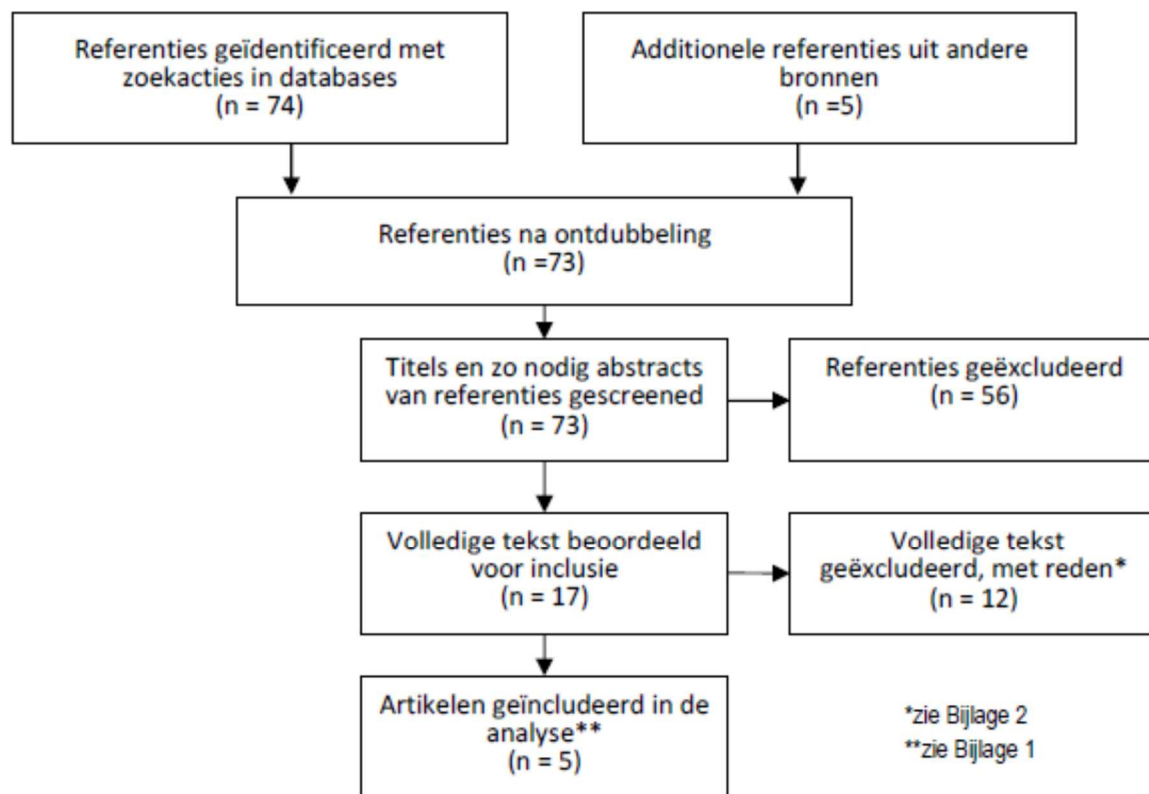 Referenties geïdentificeerd met
zoekacties in databases
(n = 74)
Additionele referenties uit andere
bronnen
(n =5)
Referenties na ontdubbeling
(n =73)
Titels en zo nodig abstracts
van referenties gescreened
(n = 73)
Referenties geëxcludeerd
(n = 56)
Volledige tekst beoordeeld
voor inclusie
(n = 17)
Volledige tekst
geëxcludeerd, met reden*
(n = 12)
Artikelen geïncludeerd in de
analyse**
(n = 5)
*zie Bijlage 2
**zie Bijlage 1